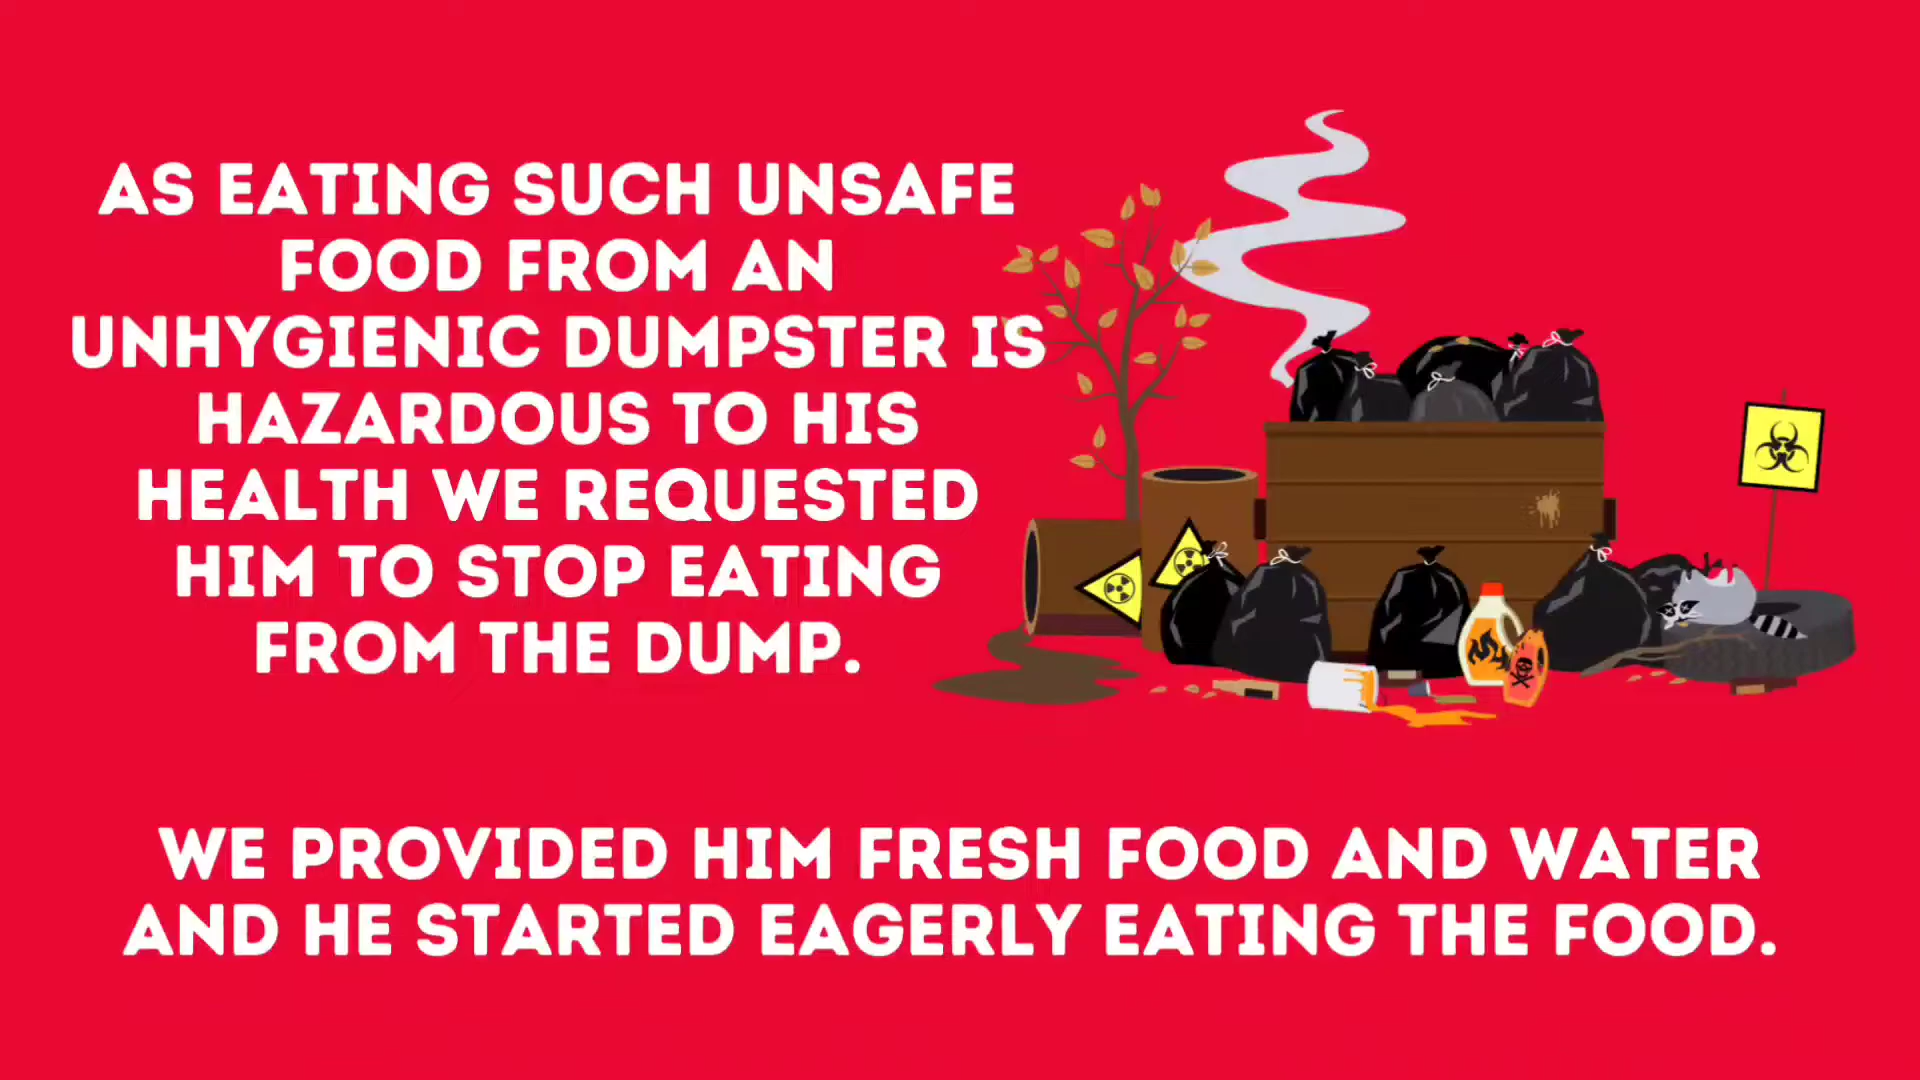 AS EATING SUCH UNSAFE
FOOD FROM AN
UNHYGIENIC DUMPSTER IS
HAZARDOUS TO HIS
HEALTH WE REQUESTED
HIM TO STOP EATING
FROM THE DUMP.
WE PROVIDED HIM FRESH FOOD AND WATER
AND HE STARTED EAGERLY EATING THE FOOD.